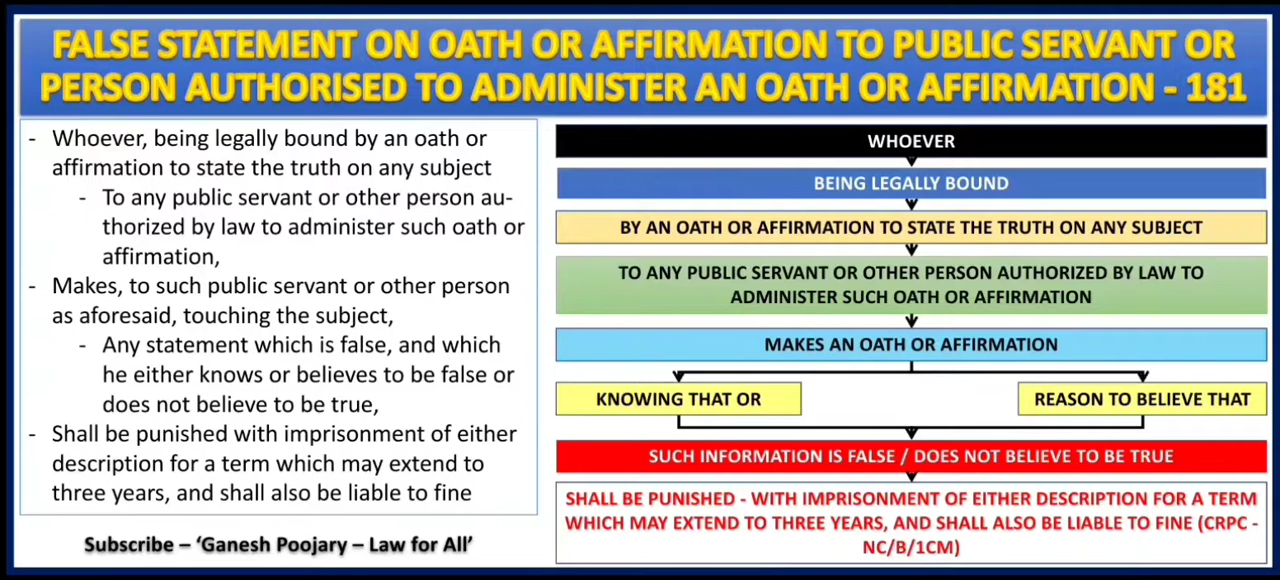 FALSE STATEMENT ON OATH OR AFFIRMATION TO PUBLIC SERVANT OR
PERSON AUTHORISED TO ADMINISTER AN OATH OR AFFIRMATION - 181
- Whoever, being legally bound by an oath or
affirmation to state the truth on any subject
- To any public servant or other person au-
thorized by law to administer such oath or
affirmation,
- Makes, to such public servant or other person
as aforesaid, touching the subject,
- Any statement which is false, and which
he either knows or believes to be false or
does not believe to be true,
- Shall be punished with imprisonment of either
description for a term which may extend to
three years, and shall also be liable to fine
Subscribe – ‘Ganesh Poojary – Law for All’
WHOEVER
BEING LEGALLY BOUND
BY AN OATH OR AFFIRMATION TO STATE THE TRUTH ON ANY SUBJECT
TO ANY PUBLIC SERVANT OR OTHER PERSON AUTHORIZED BY LAW TO
ADMINISTER SUCH OATH OR AFFIRMATION
MAKES AN OATH OR AFFIRMATION
KNOWING THAT OR
REASON TO BELIEVE THAT
SUCH INFORMATION IS FALSE / DOES NOT BELIEVE TO BE TRUE
SHALL BE PUNISHED - WITH IMPRISONMENT OF EITHER DESCRIPTION FOR A TERM
WHICH MAY EXTEND TO THREE YEARS, AND SHALL ALSO BE LIABLE TO FINE (CRPC -
NC/B/1CM)